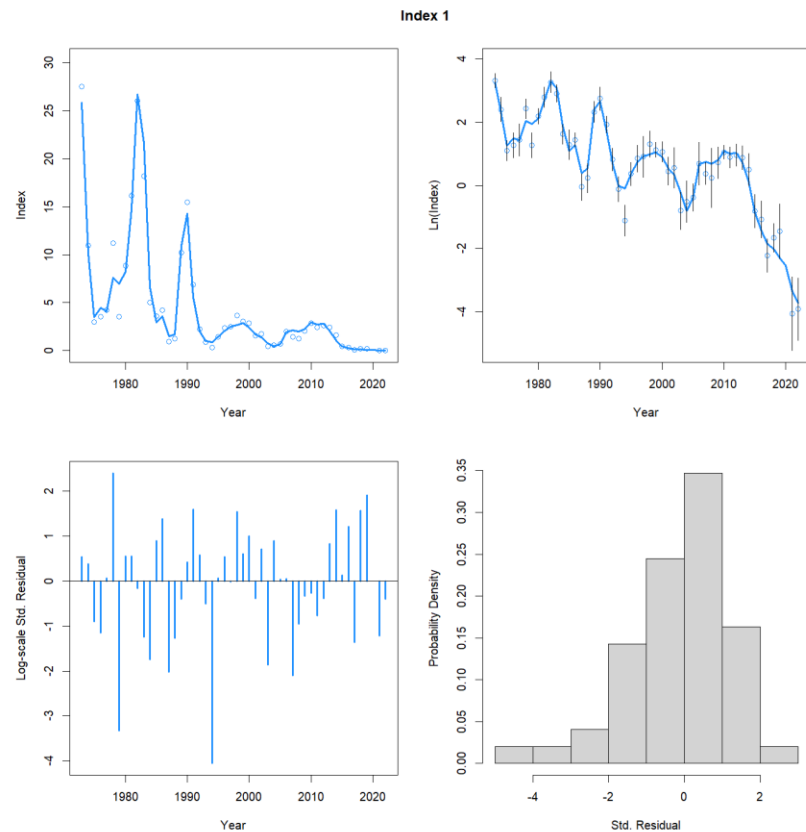 Index 1
30
25
20
15
10
5
0
Index
1980 1990 2000 2010 2020
Year
4
2
0
-2
-4
Ln(Index)
1980 1990 2000 2010 2020
Year
2
1
0
-1
-2
-3
-4
Log-scale Std. Residual
1980 1990 2000 2010 2020
Year
0.35
0.30
0.25
0.20
0.15
0.10
0.05
0.00
Probability Density
-4 -2 0 2
Std. Residual